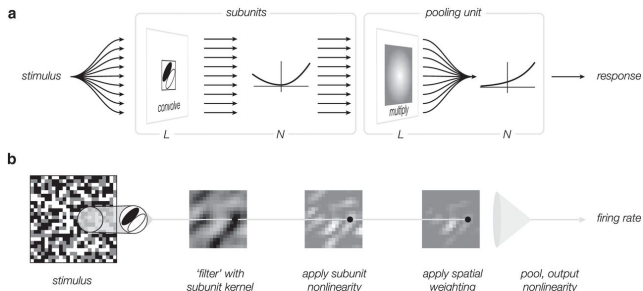 a
subunits
pooling unit
stimulus
convolve
multiply
response
L
N
L
N
b
firing rate
stimulus
'filter' with
subunit kernel
apply subunit
nonlinearity
apply spatial
weighting
pool, output
nonlinearity